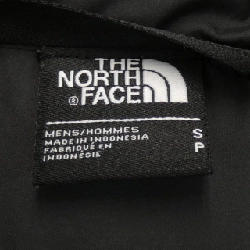 THE
NORTH
FACE
®
MENS/HOMMES S
MADE IN INDONESIA P
FABRIQUÉ EN
INDONÉSIE